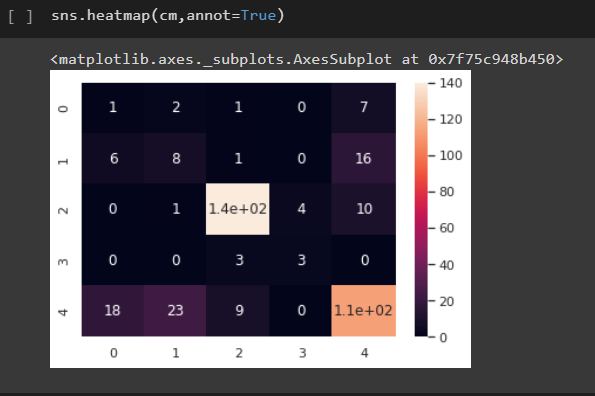 [ ] sns.heatmap(cm,annot=True)
<matplotlib.axes._subplots.AxesSubplot at 0x7f75c948b450>
140
0 1 2 1 0 7
120
1 6 8 1 0 16
100
80
2 0 1 1.4e+02 4 10
60
3 0 0 3 3 0
40
20
4 18 23 9 0 1.1e+02
0
0 1 2 3 4